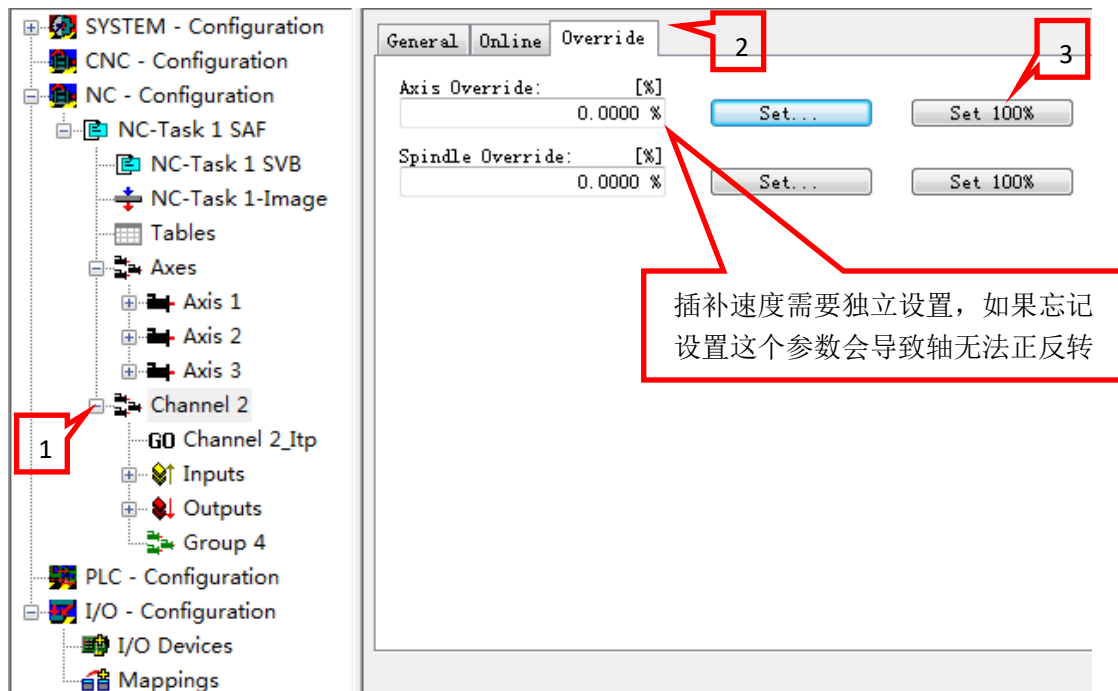 SYSTEM - Configuration
CNC - Configuration
NC - Configuration
NC-Task 1 SAF
NC-Task 1 SVB
NC-Task 1-Image
Tables
Axes
Axis 1
Axis 2
Axis 3
Channel 2
1
GO Channel 2_Itp
Inputs
Outputs
Group 4
PLC - Configuration
I/O - Configuration
I/O Devices
Mappings
General Online Override
2
3
Axis Override: [%]
0.0000 % Set... Set 100%
Spindle Override: [%]
0.0000 % Set... Set 100%
插补速度需要独立设置，如果忘记
设置这个参数会导致轴无法正反转